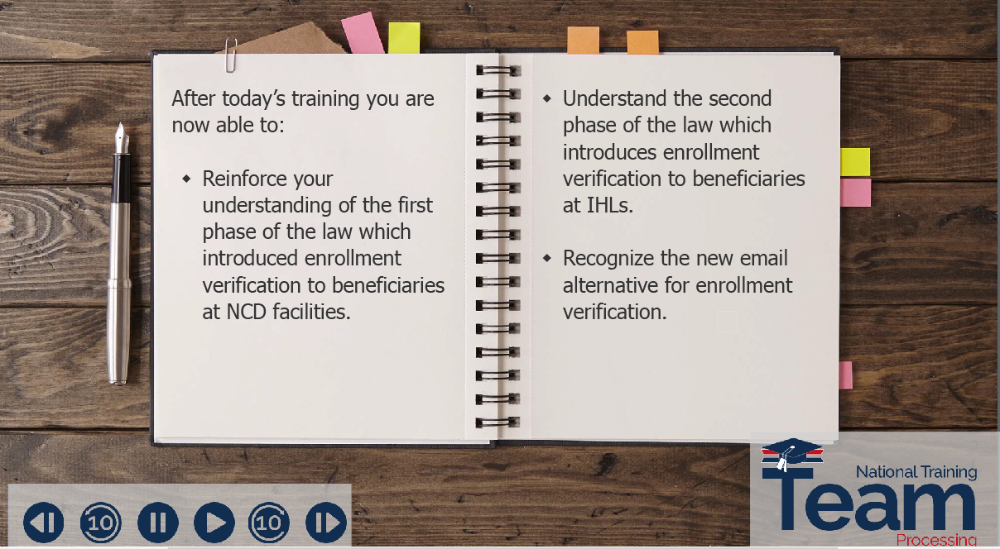 After today's training you are
now able to:
Reinforce your
understanding of the first
phase of the law which
introduced enrollment
verification to beneficiaries
at NCD facilities.
Understand the second
phase of the law which
introduces enrollment
verification to beneficiaries
at IHLs.
Recognize the new email
alternative for enrollment
verification.
10
10
National Training
Team
Processing